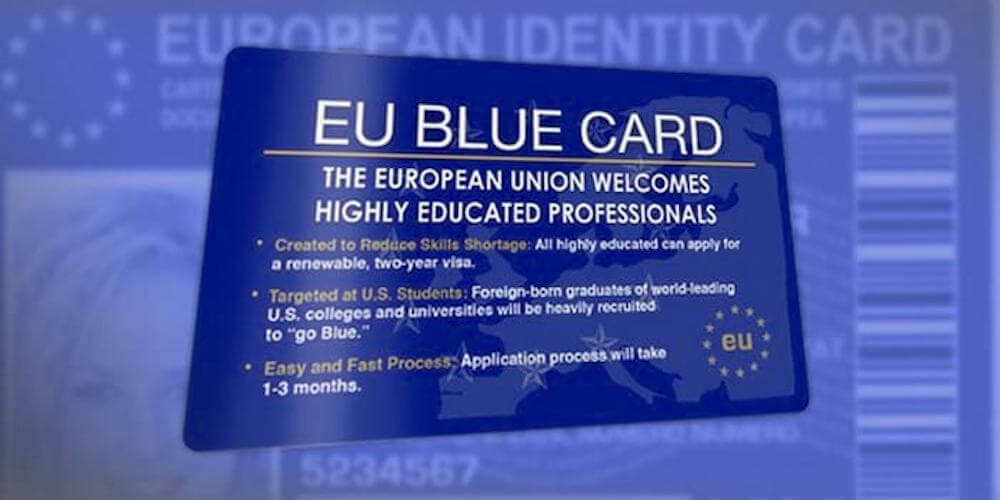 EUROPEAN IDENTITY CARD
EU BLUE CARD
THE EUROPEAN UNION WELCOMES
HIGHLY EDUCATED PROFESSIONALS
• Created to Reduce Skills Shortage: All highly educated can apply for
a renewable, two-year visa.
• Targeted at U.S. Students: Foreign-born graduates of world-leading
U.S. colleges and universities will be heavily recruited
to "go Blue."
• Easy and Fast Process: Application process will take
1-3 months.
eu
5234567